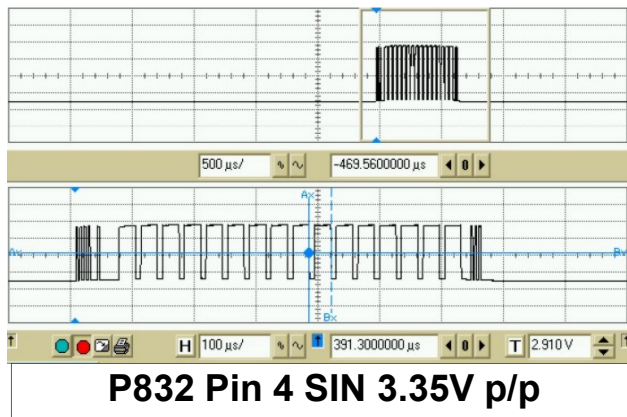 500 µs/ -469.5600000 µs 0
Ax
Ay By
Bx
H 100 µs/ 391.3000000 µs 0 T 2.910 V
P832 Pin 4 SIN 3.35V p/p